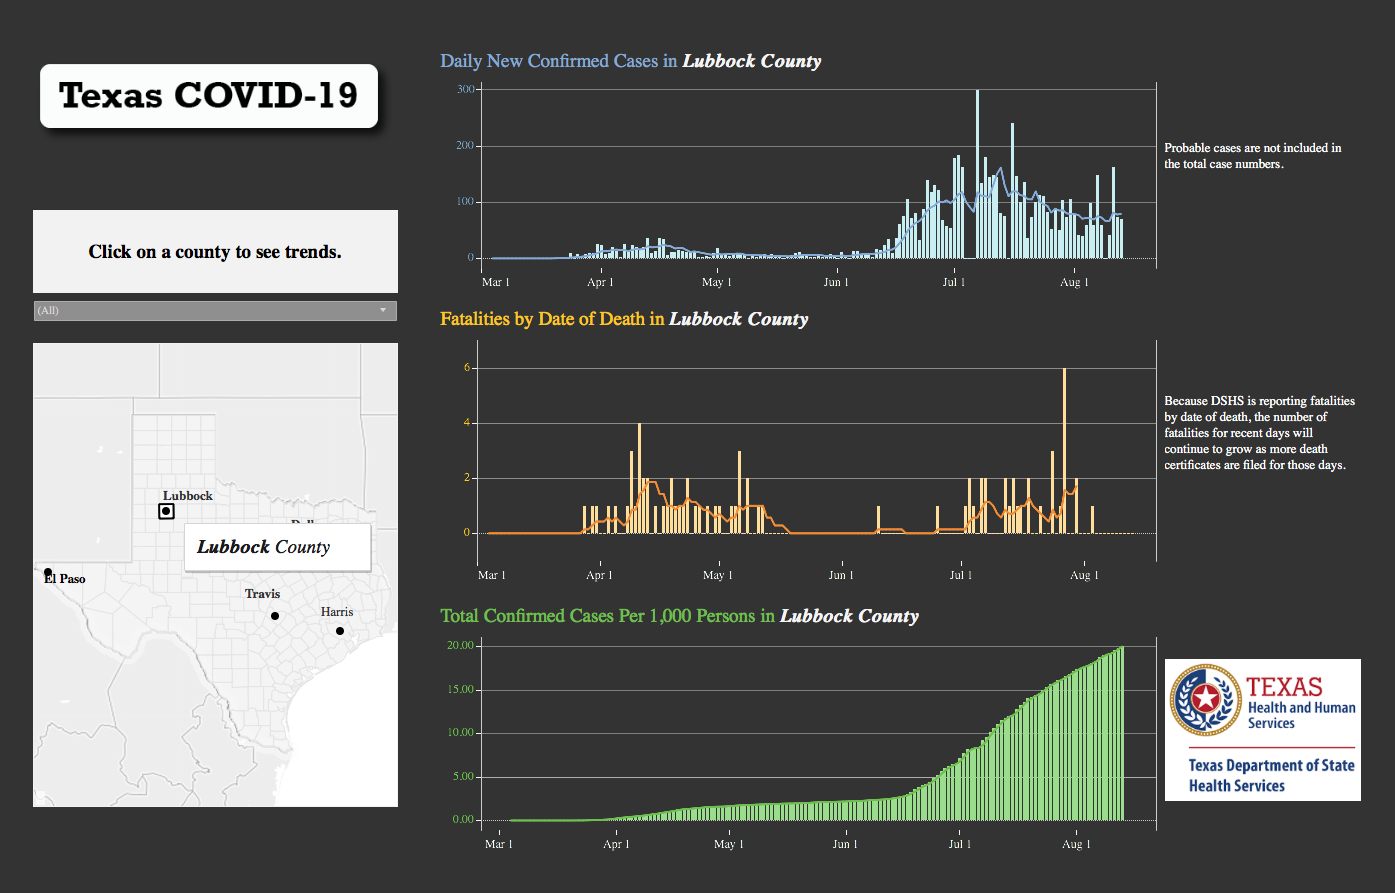 Texas COVID-19
Click on a county to see trends.
(All)
Lubbock
Lubbock County
El Paso
Travis
Harris
Daily New Confirmed Cases in Lubbock County
300
200
100
0
Mar 1 Apr 1 May 1 Jun 1 Jul 1 Aug 1
Probable cases are not included in
the total case numbers.
Fatalities by Date of Death in Lubbock County
6
4
2
0
Mar 1 Apr 1 May 1 Jun 1 Jul 1 Aug 1
Because DSHS is reporting fatalities
by date of death, the number of
fatalities for recent days will
continue to grow as more death
certificates are filed for those days.
Total Confirmed Cases Per 1,000 Persons in Lubbock County
20.00
15.00
10.00
5.00
0.00
Mar 1 Apr 1 May 1 Jun 1 Jul 1 Aug 1
TEXAS
Health and Human
Services
Texas Department of State
Health Services